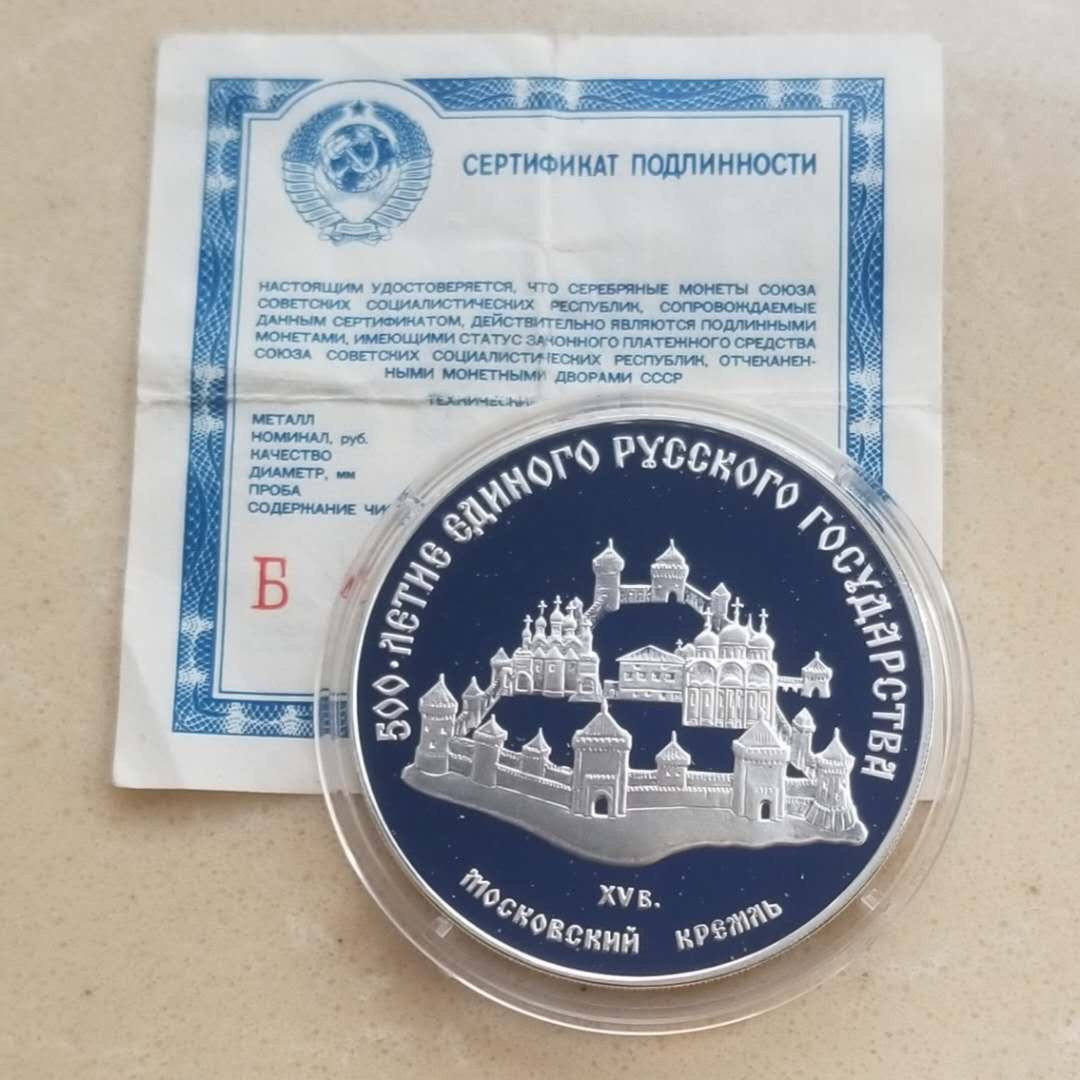 СЕРТИФИКАТ ПОДЛИННОСТИ
НАСТОЯЩИМ УДОСТОВЕРЯЕТСЯ, ЧТО СЕРЕБРЯНЫЕ МОНЕТЫ СОЮЗА
СОВЕТСКИХ СОЦИАЛИСТИЧЕСКИХ РЕСПУБЛИК, СОПРОВОЖДАЕМЫЕ
ДАННЫМ СЕРТИФИКАТОМ, ДЕЙСТВИТЕЛЬНО ЯВЛЯЮТСЯ ПОДЛИННЫМИ
МОНЕТАМИ, ИМЕЮЩИМИ СТАТУС ЗАКОННОГО ПЛАТЕЖНОГО СРЕДСТВА
СОЮЗА СОВЕТСКИХ СОЦИАЛИСТИЧЕСКИХ РЕСПУБЛИК, ОТЧЕКАНЕН-
НЫМИ МОНЕТНЫМИ ДВОРАМИ СССР
МЕТАЛЛ
НОМИНАЛ, руб.
КАЧЕСТВО
ДИАМЕТР, мм
ПРОБА
СОДЕРЖАНИЕ
Б
500-ЛЕТИЕ ЕДИНОГО РУССКОГО ГОСУДАРСТВА
XV В.
МОСКОВСКИЙ КРЕМЛЬ